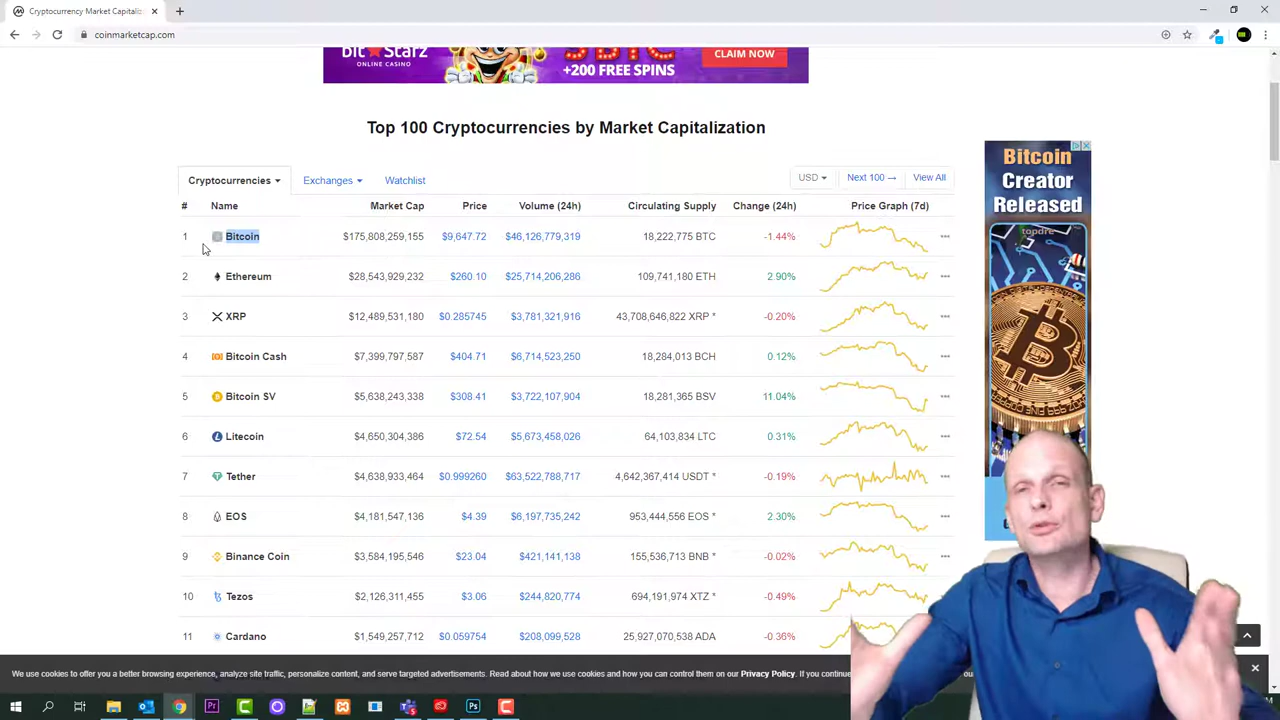 Cryptocurrency Market Capitaliz
coinmarketcap.com
bit★starz
ONLINE CASINO
+200 FREE SPINS
CLAIM NOW
Top 100 Cryptocurrencies by Market Capitalization
Cryptocurrencies Exchanges Watchlist USD Next 100 → View All
# Name Market Cap Price Volume (24h) Circulating Supply Change (24h) Price Graph (7d)
1 Bitcoin $175,808,259,155 $9,647.72 $46,126,779,319 18,222,775 BTC -1.44%
2 Ethereum $28,543,929,232 $260.10 $25,714,206,286 109,741,180 ETH 2.90%
3 XRP $12,489,531,180 $0.285745 $3,781,321,916 43,708,646,822 XRP * -0.20%
4 Bitcoin Cash $7,399,797,587 $404.71 $6,714,523,250 18,284,013 BCH 0.12%
5 Bitcoin SV $5,638,243,338 $308.41 $3,722,107,904 18,281,365 BSV 11.04%
6 Litecoin $4,650,304,386 $72.54 $5,673,458,026 64,103,834 LTC 0.31%
7 Tether $4,638,933,464 $0.999260 $63,522,788,717 4,642,367,414 USDT * -0.19%
8 EOS $4,181,547,136 $4.39 $6,197,735,242 953,444,556 EOS * 2.30%
9 Binance Coin $3,584,195,546 $23.04 $421,141,138 155,536,713 BNB * -0.02%
10 Tezos $2,126,311,455 $3.06 $244,820,774 694,191,974 XTZ * -0.49%
11 Cardano $1,549,257,712 $0.059754 $208,099,528 25,927,070,538 ADA -0.36%
Bitcoin
Creator
Released
topdre
We use cookies to offer you a better browsing experience, analyze site traffic, personalize content, and serve targeted advertisements. Read about how we use cookies and how you can control them on our Privacy Policy. If you continue